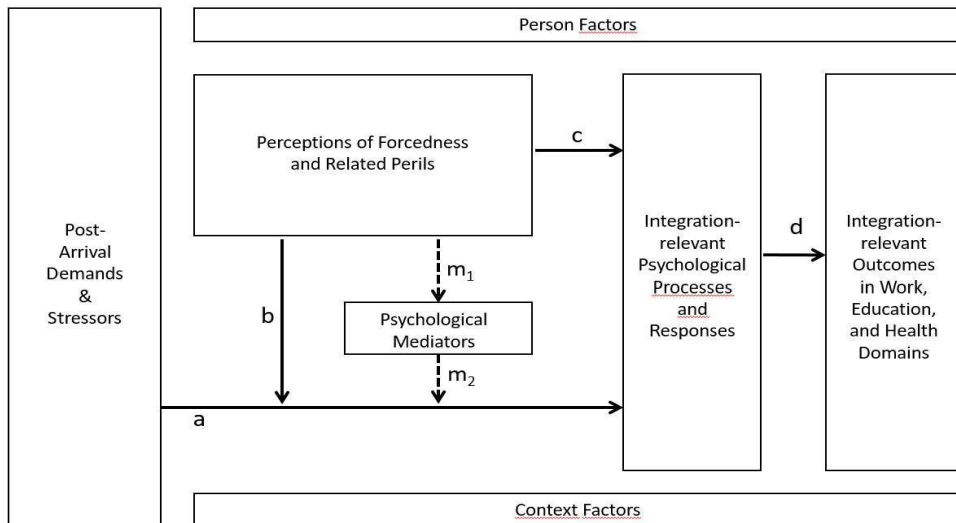 Person Factors
Perceptions of Forcedness
and Related Perils
c
Post-
Arrival
Demands
&
Stressors
Integration-
relevant
Psychological
Processes
and
Responses
d
Integration-
relevant
Outcomes
in Work,
Education,
and Health
Domains
b
m₁
Psychological
Mediators
m₂
a
Context Factors